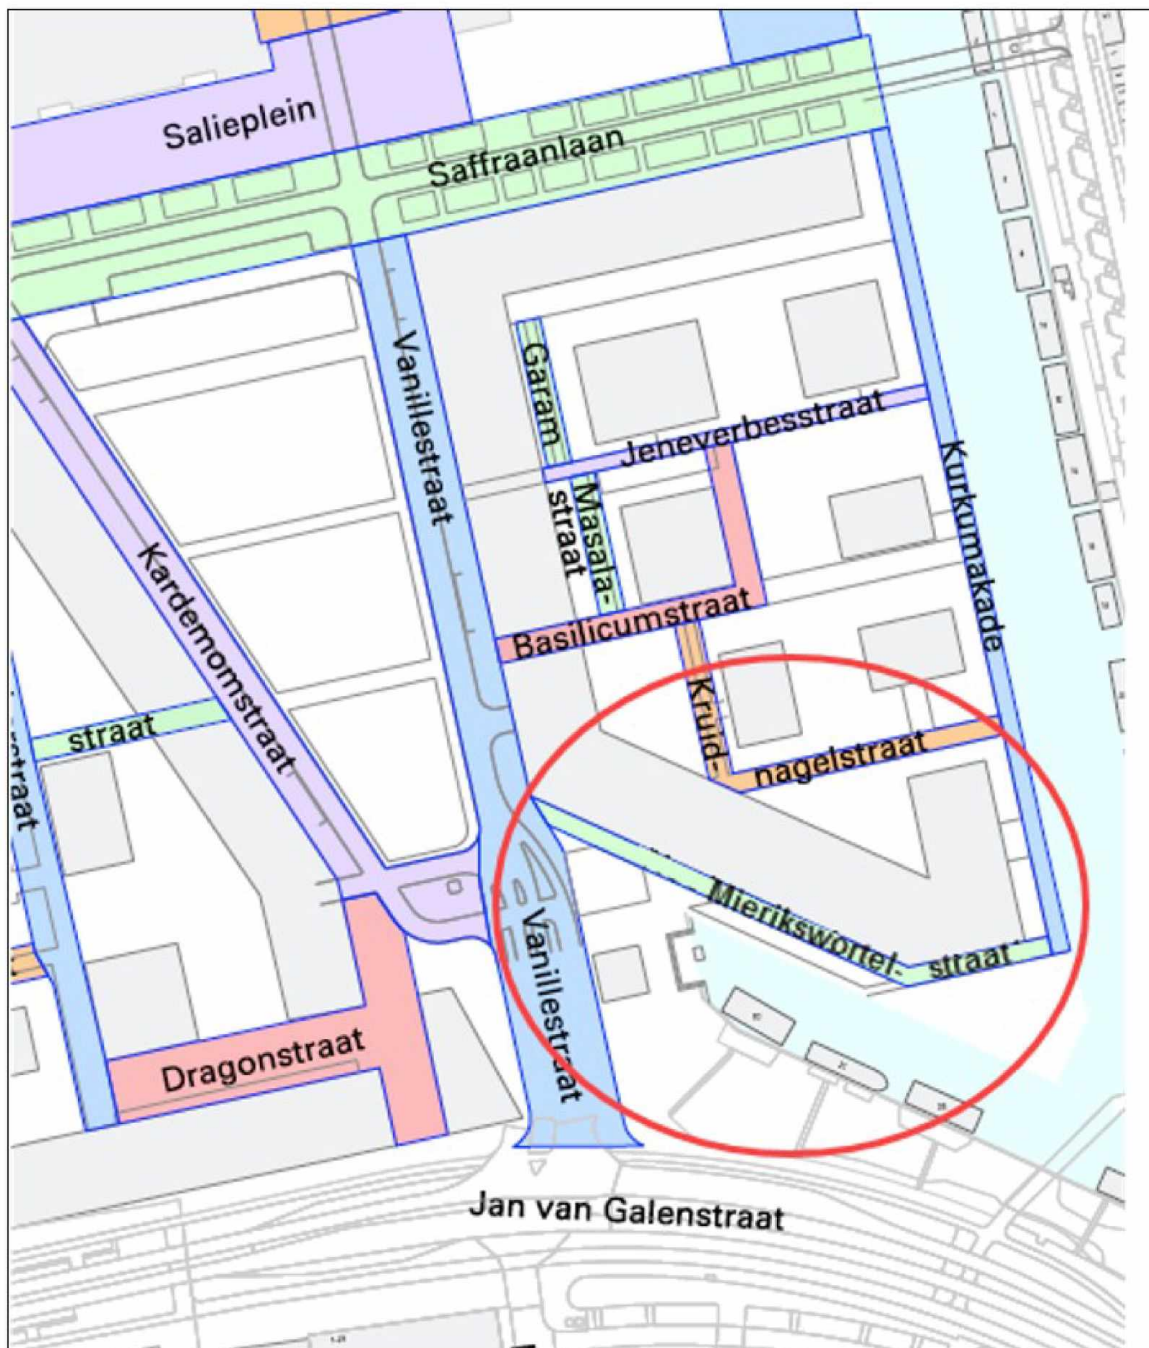 Salieplein
Saffraanlaan
Vanillestraat
Garam
Masala-
straat
Jeneverbesstraat
Kurkumakade
Kardemomstraat
Basilicumstraat
straat
Kruid-
nagelstraat
Mierikswortel-
straat
Vanillestraat
Dragonstraat
Jan van Galenstraat